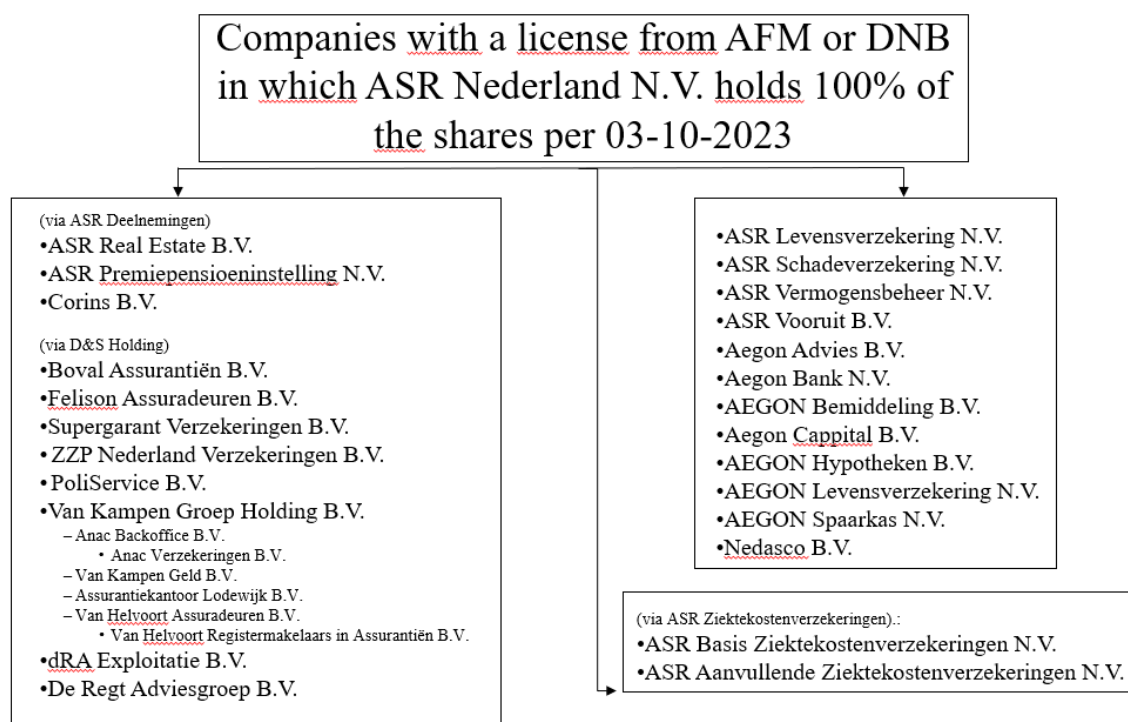 Companies with a license from AFM or DNB
in which ASR Nederland N.V. holds 100% of
the shares per 03-10-2023
(via ASR Deelnemingen)
•ASR Real Estate B.V.
•ASR Premiepensioeninstelling N.V.
•Corins B.V.
(via D&S Holding)
•Boval Assurantiën B.V.
•Felison Assuradeuren B.V.
•Supergarant Verzekeringen B.V.
•ZZP Nederland Verzekeringen B.V.
•PoliService B.V.
•Van Kampen Groep Holding B.V.
– Anac Backoffice B.V.
• Anac Verzekeringen B.V.
– Van Kampen Geld B.V.
– Assurantiekantoor Lodewijk B.V.
– Van Helvoort Assuradeuren B.V.
• Van Helvoort Registermakelaars in Assurantiën B.V.
•dRA Exploitatie B.V.
•De Regt Adviesgroep B.V.
•ASR Levensverzekering N.V.
•ASR Schadeverzekering N.V.
•ASR Vermogensbeheer N.V.
•ASR Vooruit B.V.
•Aegon Advies B.V.
•Aegon Bank N.V.
•AEGON Bemiddeling B.V.
•Aegon Cappital B.V.
•AEGON Hypotheken B.V.
•AEGON Levensverzekering N.V.
•AEGON Spaarkas N.V.
•Nedasco B.V.
(via ASR Ziektekostenverzekeringen).:
•ASR Basis Ziektekostenverzekeringen N.V.
•ASR Aanvullende Ziektekostenverzekeringen N.V.